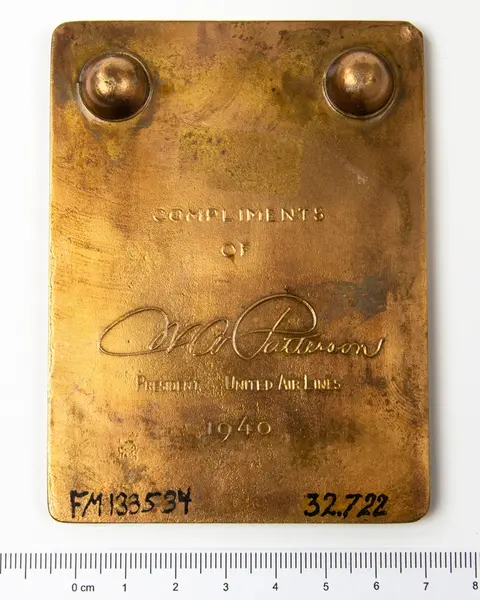 COMPLIMENTS
OF
W A Patterson
PRESIDENT, UNITED AIR LINES
1940
FM133534 32.722
0 cm 1 2 3 4 5 6 7 8